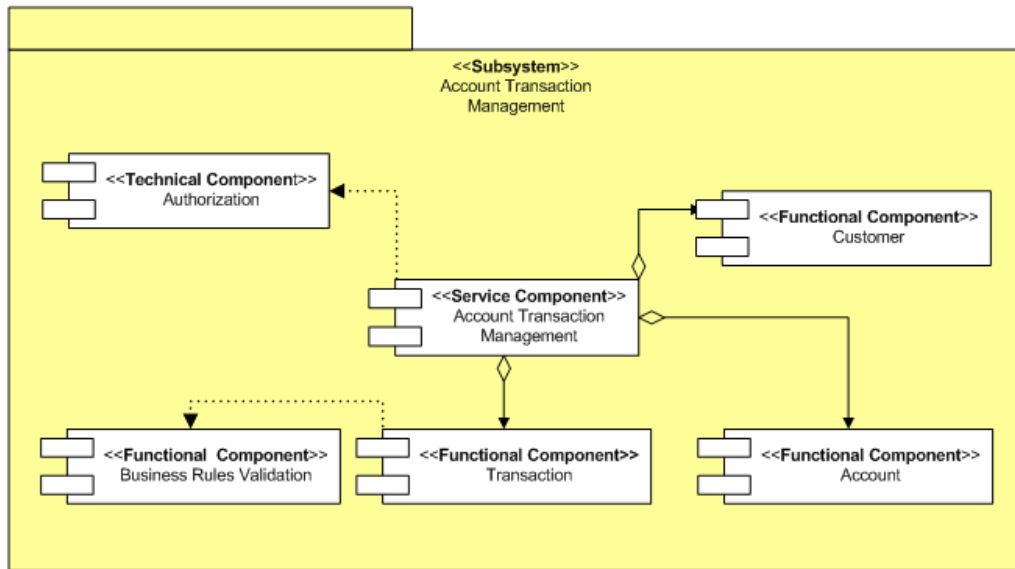 <<Subsystem>>
Account Transaction
Management
<<Technical Component>>
Authorization
<<Functional Component>>
Customer
<<Service Component>>
Account Transaction
Management
<<Functional  Component>>
Business Rules Validation
<<Functional Component>>
Transaction
<<Functional Component>>
Account